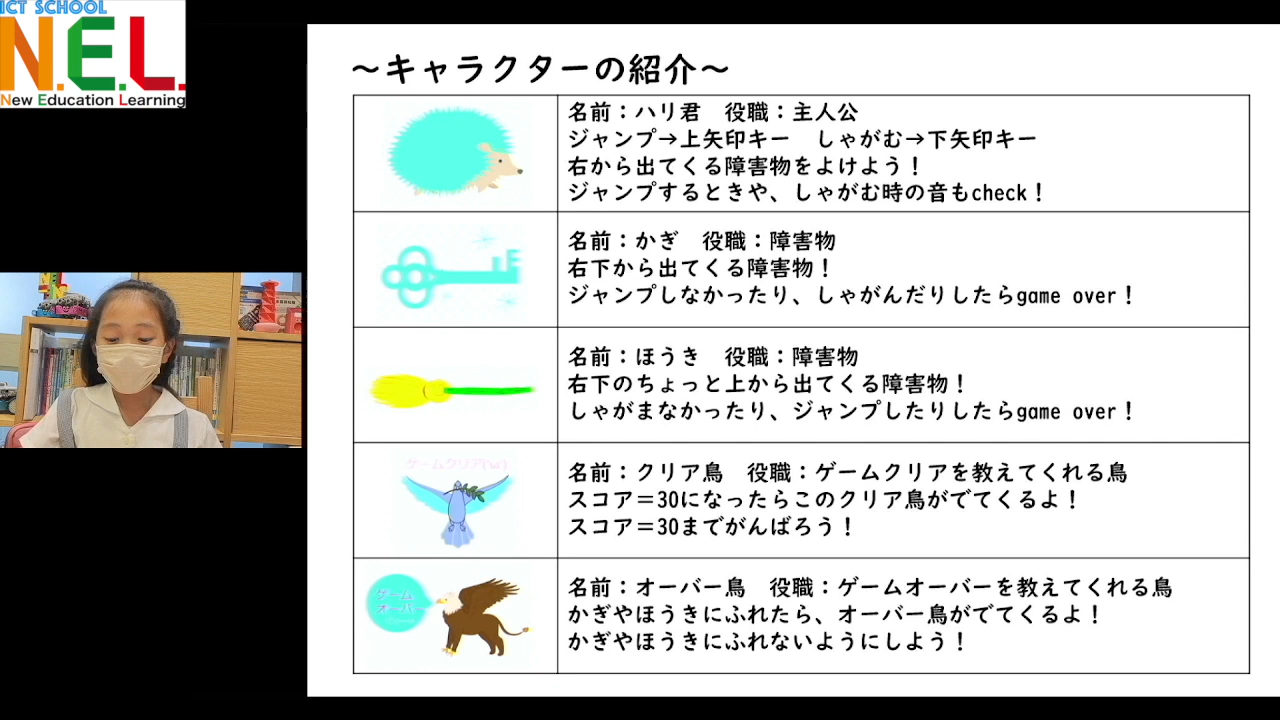 ICT SCHOOL
N.E.L.
New Education Learning
～キャラクターの紹介～
名前：ハリ君　役職：主人公
ジャンプ→上矢印キー　しゃがむ→下矢印キー
右から出てくる障害物をよけよう！
ジャンプするときや、しゃがむ時の音もcheck！
名前：かぎ　役職：障害物
右下から出てくる障害物！
ジャンプしなかったり、しゃがんだりしたらgame over！
名前：ほうき　役職：障害物
右下のちょっと上から出てくる障害物！
しゃがまなかったり、ジャンプしたりしたらgame over！
ゲームクリア('ω')
名前：クリア鳥　役職：ゲームクリアを教えてくれる鳥
スコア＝30になったらこのクリア鳥がでてくるよ！
スコア＝30までがんばろう！
ゲーム
オーバー
名前：オーバー鳥　役職：ゲームオーバーを教えてくれる鳥
かぎやほうきにふれたら、オーバー鳥がでてくるよ！
かぎやほうきにふれないようにしよう！